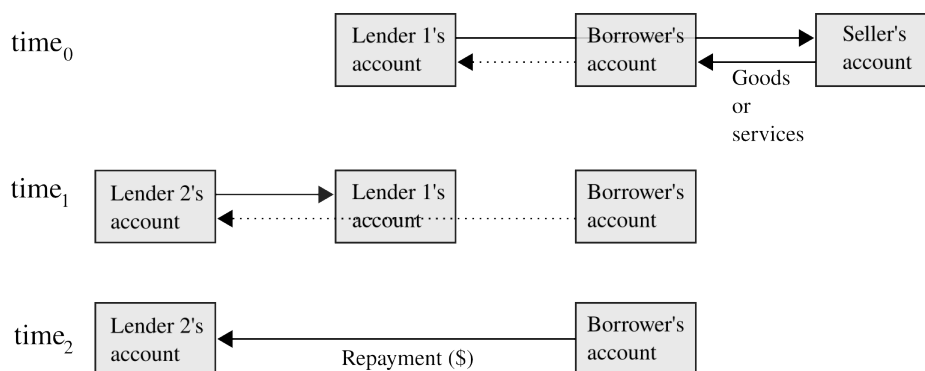 time0
Lender 1's
account
Borrower's
account
Seller's
account
Goods
or
services
time1
Lender 2's
account
Lender 1's
account
Borrower's
account
time2
Lender 2's
account
Borrower's
account
Repayment ($)